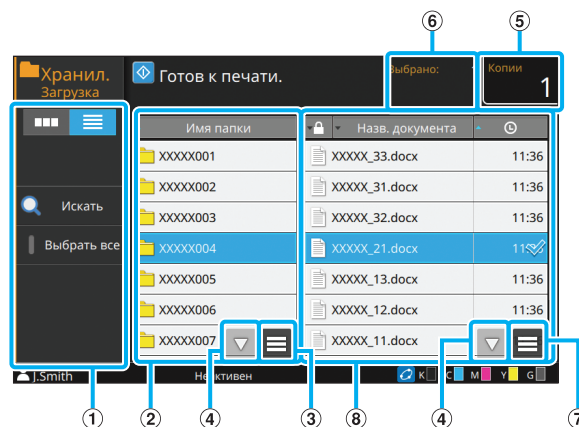 ⑥ ⑤
Хранил.
Загрузка
Готов к печати.
Выбрано:
Копии
1
Имя папки
Назв. документа
XXXXX001
XXXXX_33.docx 11:36
XXXXX002
XXXXX_31.docx 11:36
Искать
XXXXX003
XXXXX_32.docx 11:36
Выбрать все
XXXXX004
XXXXX_21.docx
XXXXX005
XXXXX_13.docx 11:36
XXXXX006
XXXXX_12.docx 11:36
XXXXX007
XXXXX_11.docx
J.Smith
Неактивен
K C M Y G
① ② ④ ③ ⑧ ④ ⑦